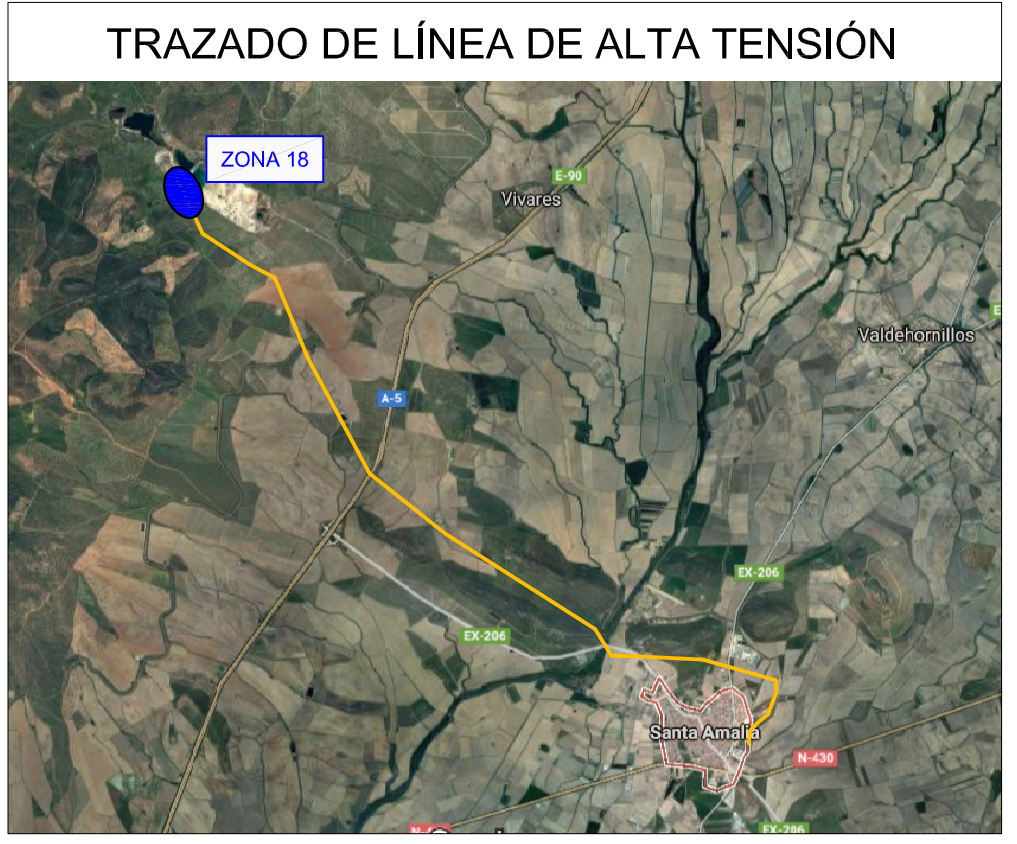 TRAZADO DE LÍNEA DE ALTA TENSIÓN
ZONA 18
E-90
Vivares
Valdehornillos
A-5
EX-206
EX-206
Santa Amalia
N-430
EX-206